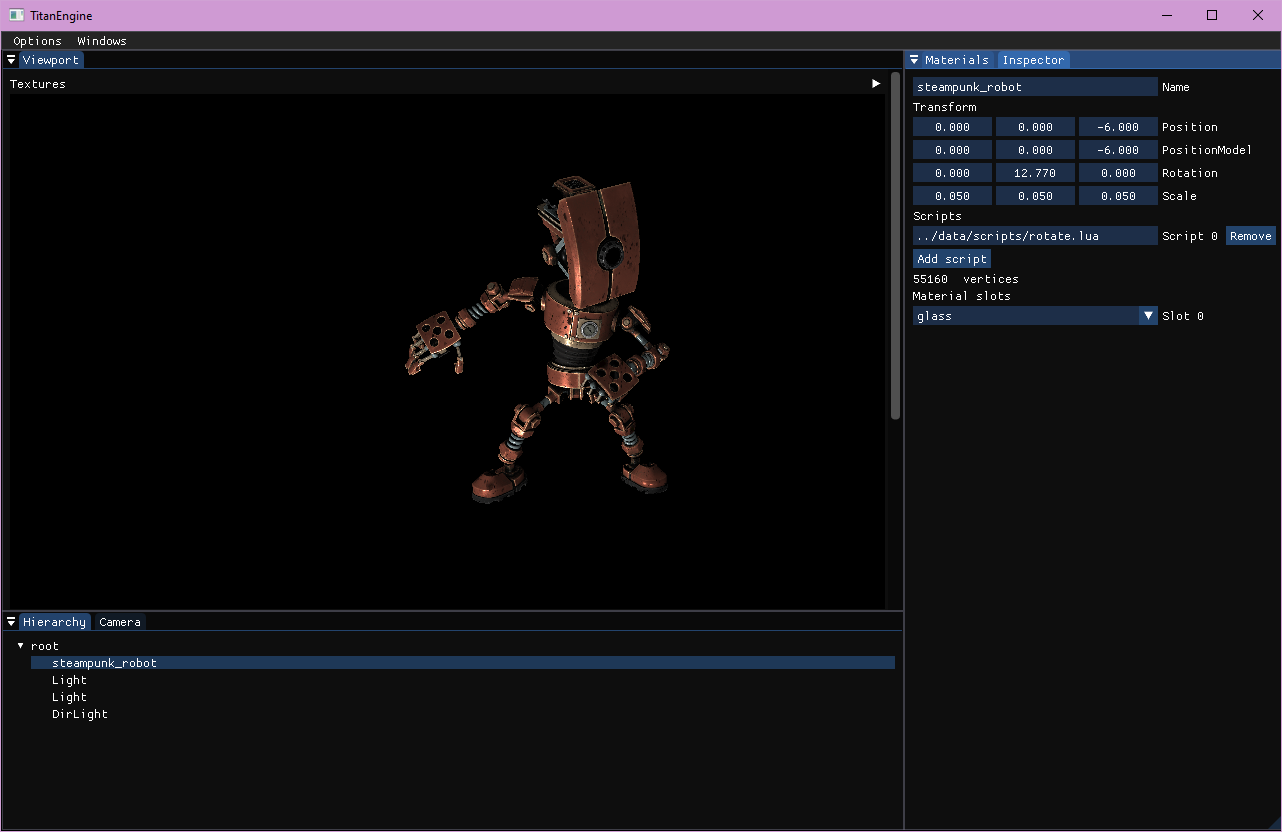 TitanEngine
Options Windows
Viewport
Textures
Materials Inspector
steampunk_robot Name
Transform
0.000 0.000 -6.000 Position
0.000 0.000 -6.000 PositionModel
0.000 12.770 0.000 Rotation
0.050 0.050 0.050 Scale
Scripts
../data/scripts/rotate.lua Script 0 Remove
Add script
55160 vertices
Material slots
glass Slot 0
Hierarchy Camera
root
steampunk_robot
Light
Light
DirLight